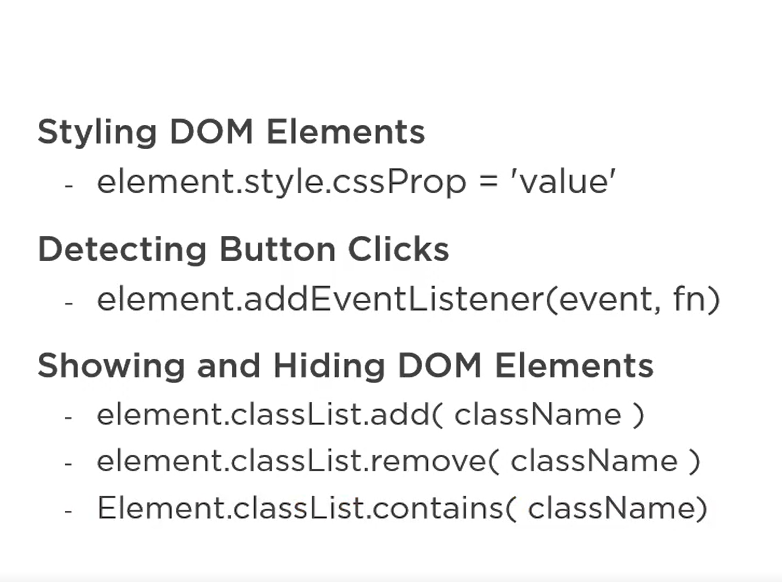 Styling DOM Elements
- element.style.cssProp = 'value'
Detecting Button Clicks
- element.addEventListener(event, fn)
Showing and Hiding DOM Elements
- element.classList.add( className )
- element.classList.remove( className )
- Element.classList.contains( className)